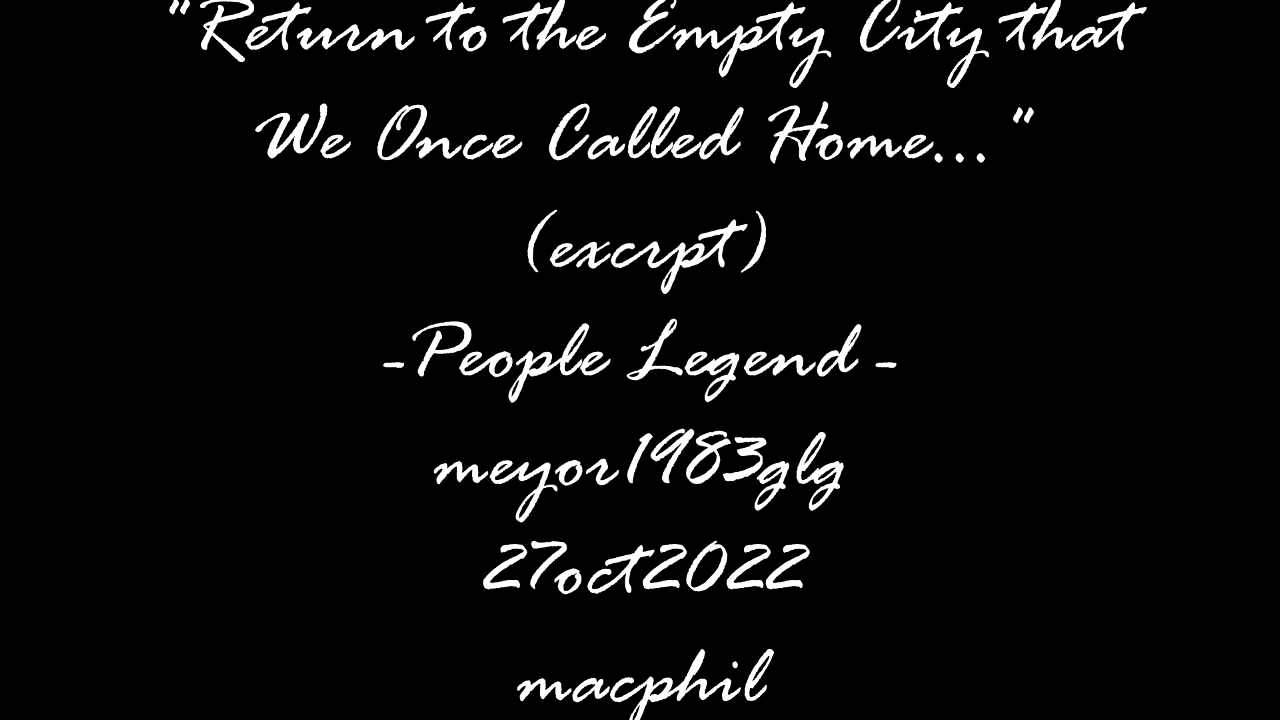 "Return to the Empty City that
We Once Called Home..."
(excrpt)
-People Legend -
meyor1983glg
27oct2022
macphil